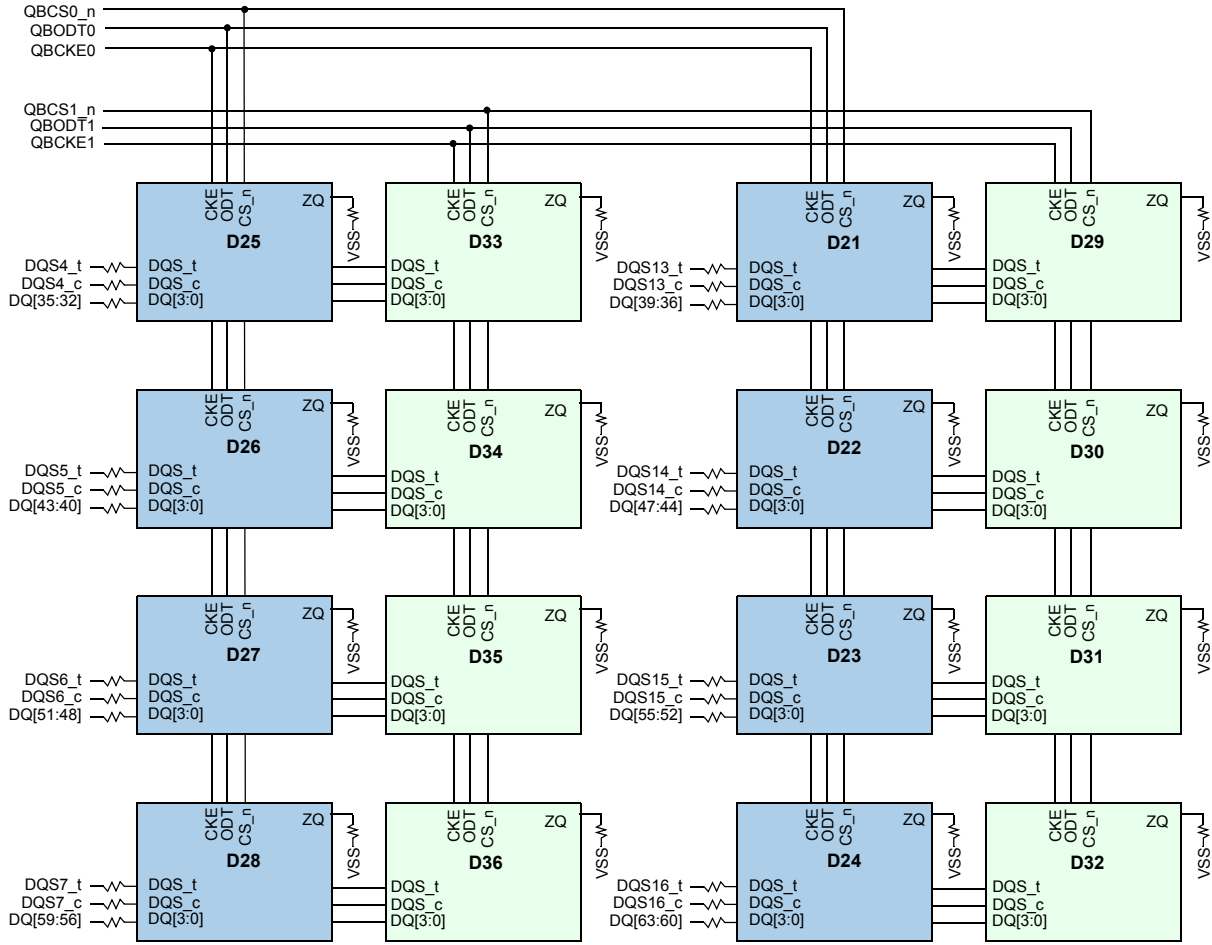 QBCS0_n
QBODT0
QBCKE0
QBCS1_n
QBODT1
QBCKE1
CKE ODT CS_n ZQ VSS
D25
DQS4_t DQS_t
DQS4_c DQS_c
DQ[35:32] DQ[3:0]
CKE ODT CS_n ZQ VSS
D33
DQS_t
DQS_c
DQ[3:0]
CKE ODT CS_n ZQ VSS
D21
DQS13_t DQS_t
DQS13_c DQS_c
DQ[39:36] DQ[3:0]
CKE ODT CS_n ZQ VSS
D29
DQS_t
DQS_c
DQ[3:0]
CKE ODT CS_n ZQ VSS
D26
DQS5_t DQS_t
DQS5_c DQS_c
DQ[43:40] DQ[3:0]
CKE ODT CS_n ZQ VSS
D34
DQS_t
DQS_c
DQ[3:0]
CKE ODT CS_n ZQ VSS
D22
DQS14_t DQS_t
DQS14_c DQS_c
DQ[47:44] DQ[3:0]
CKE ODT CS_n ZQ VSS
D30
DQS_t
DQS_c
DQ[3:0]
CKE ODT CS_n ZQ VSS
D27
DQS6_t DQS_t
DQS6_c DQS_c
DQ[51:48] DQ[3:0]
CKE ODT CS_n ZQ VSS
D35
DQS_t
DQS_c
DQ[3:0]
CKE ODT CS_n ZQ VSS
D23
DQS15_t DQS_t
DQS15_c DQS_c
DQ[55:52] DQ[3:0]
CKE ODT CS_n ZQ VSS
D31
DQS_t
DQS_c
DQ[3:0]
CKE ODT CS_n ZQ VSS
D28
DQS7_t DQS_t
DQS7_c DQS_c
DQ[59:56] DQ[3:0]
CKE ODT CS_n ZQ VSS
D36
DQS_t
DQS_c
DQ[3:0]
CKE ODT CS_n ZQ VSS
D24
DQS16_t DQS_t
DQS16_c DQS_c
DQ[63:60] DQ[3:0]
CKE ODT CS_n ZQ VSS
D32
DQS_t
DQS_c
DQ[3:0]